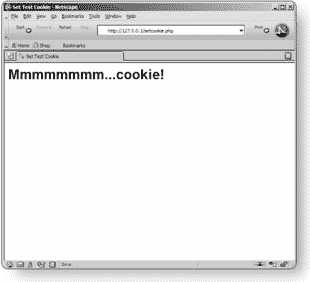 Set Test Cookie - Netscape
File Edit View Go Bookmarks Tools Window Help
Back Forward Reload Stop http://127.0.0.1/setcookie.php Print
Home Shop Bookmarks
Set Test Cookie
Mmmmmmmm...cookie!
Done